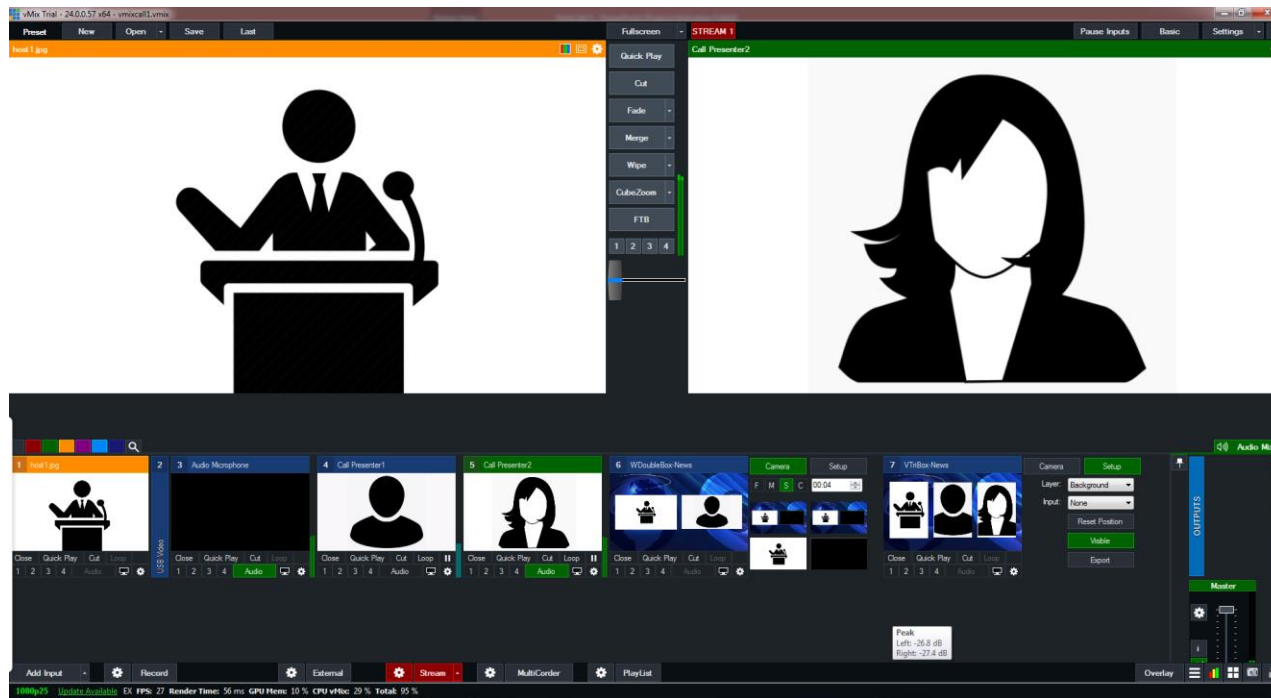 vMix Trial - 24.0.0.57 x64 - vmixcall1.vmix
Preset New Open Save Last Fullscreen STREAM 1 Pause Inputs Basic Settings
host1.jpg Call Presenter2
Quick Play
Cut
Fade
Merge
Wipe
CubeZoom
FTB
1 2 3 4
Audio
1 host1.jpg 2 3 Audio Microphone 4 Call Presenter1 5 Call Presenter2 6 WDoubleBox-News Camera Setup 7 VTriBox-News Camera Setup
F M S C 00:04 Layer: Background
Input: None
Reset Position
Visible
Export
USB Video
OUTPUTS
Close Quick Play Cut Loop Close Quick Play Cut Loop Close Quick Play Cut Loop Close Quick Play Cut Loop Close Quick Play Cut Loop Close Quick Play Cut Loop
1 2 3 4 Audio 1 2 3 4 Audio 1 2 3 4 Audio 1 2 3 4 Audio 1 2 3 4 Audio 1 2 3 4 Audio
Master
Peak
Left: -26.8 dB
Right: -27.4 dB
Add Input Record External Stream MultiCorder PlayList Overlay
1080p25 Update Available EX FPS: 27 Render Time: 56 ms GPU Mem: 10 % CPU vMix: 29 % Total: 95 %